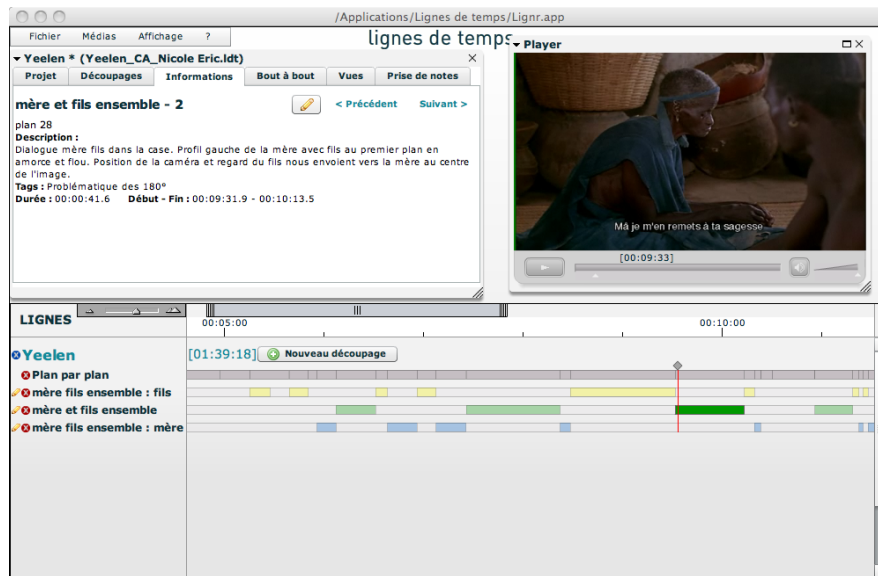 /Applications/Lignes de temps/Lignr.app
Fichier Médias Affichage ?
lignes de temps
Yeelen * (Yeelen_CA_Nicole Eric.ldt)
Projet Découpages Informations Bout à bout Vues Prise de notes
mère et fils ensemble - 2
< Précédent Suivant >
plan 28
Description :
Dialogue mère fils dans la case. Profil gauche de la mère avec fils au premier plan en
amorce et flou. Position de la caméra et regard du fils nous envoient vers la mère au centre
de l'image.
Tags : Problématique des 180°
Durée : 00:00:41.6 Début - Fin : 00:09:31.9 - 00:10:13.5
Player
Mà je m'en remets à ta sagesse
[00:09:33]
LIGNES
00:05:00 00:10:00
Yeelen
[01:39:18] Nouveau découpage
Plan par plan
mère fils ensemble : fils
mère et fils ensemble
mère fils ensemble : mère